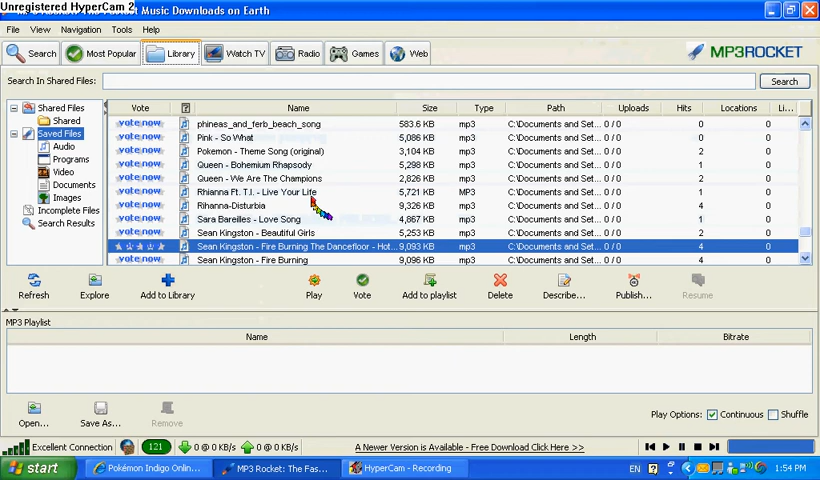 Unregistered HyperCam 2
Music Downloads on Earth
File View Navigation Tools Help
Search Most Popular Library Watch TV Radio Games Web MP3ROCKET
Search In Shared Files: Search
Shared Files
Shared
Saved Files
Audio
Programs
Video
Documents
Images
Incomplete Files
Search Results
Vote ? Name Size Type Path Uploads Hits Locations Li...
vote now phineas_and_ferb_beach_song 583.6 KB mp3 C:\Documents and Set... 0 / 0 0 0
vote now Pink - So What 5,086 KB mp3 C:\Documents and Set... 0 / 0 0 0
vote now Pokemon - Theme Song (original) 3,104 KB mp3 C:\Documents and Set... 0 / 0 2 0
vote now Queen - Bohemium Rhapsody 5,298 KB mp3 C:\Documents and Set... 0 / 0 1 0
vote now Queen - We Are The Champions 2,826 KB mp3 C:\Documents and Set... 0 / 0 2 0
vote now Rhianna Ft. T.I. - Live Your Life 5,721 KB MP3 C:\Documents and Set... 0 / 0 1 0
vote now Rihanna-Disturbia 9,326 KB mp3 C:\Documents and Set... 0 / 0 4 0
vote now Sara Bareilles - Love Song 4,867 KB mp3 C:\Documents and Set... 0 / 0 1 0
vote now Sean Kingston - Beautiful Girls 5,253 KB mp3 C:\Documents and Set... 0 / 0 2 0
Sean Kingston - Fire Burning The Dancefloor - Hot... 9,093 KB mp3 C:\Documents and Set... 0 / 0 4 0
vote now Sean Kingston - Fire Burning 9,096 KB mp3 C:\Documents and Set... 0 / 0 4 0
Refresh Explore Add to Library Play Vote Add to playlist Delete Describe... Publish... Resume
MP3 Playlist
Name Length Bitrate
Open... Save As... Remove Play Options: Continuous Shuffle
Excellent Connection 121 0 @ 0 KB/s 0 @ 0 KB/s A Newer Version is Available - Free Download Click Here >>
start Pokémon Indigo Onlin... MP3 Rocket: The Fas... HyperCam - Recording EN 1:54 PM